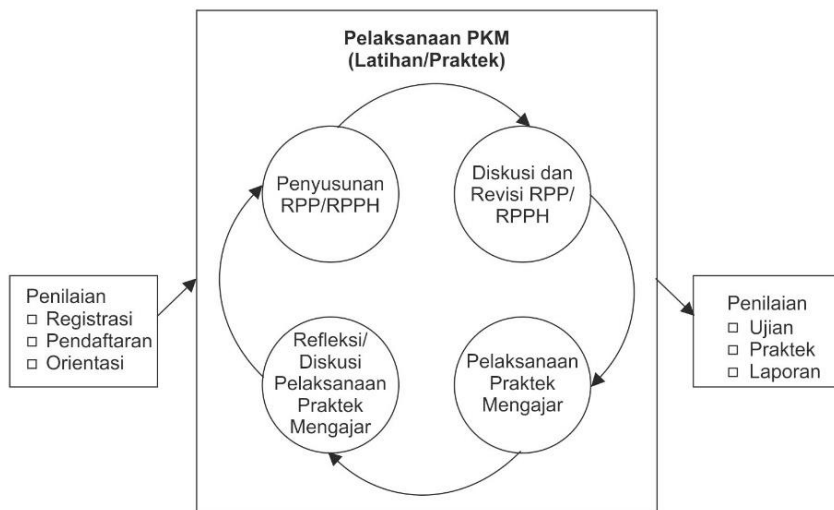 Pelaksanaan PKM
(Latihan/Praktek)
Penyusunan
RPP/RPPH
Diskusi dan
Revisi RPP/
RPPH
Penilaian
□ Registrasi
□ Pendaftaran
□ Orientasi
Refleksi/
Diskusi
Pelaksanaan
Praktek
Mengajar
Pelaksanaan
Praktek
Mengajar
Penilaian
□ Ujian
□ Praktek
□ Laporan